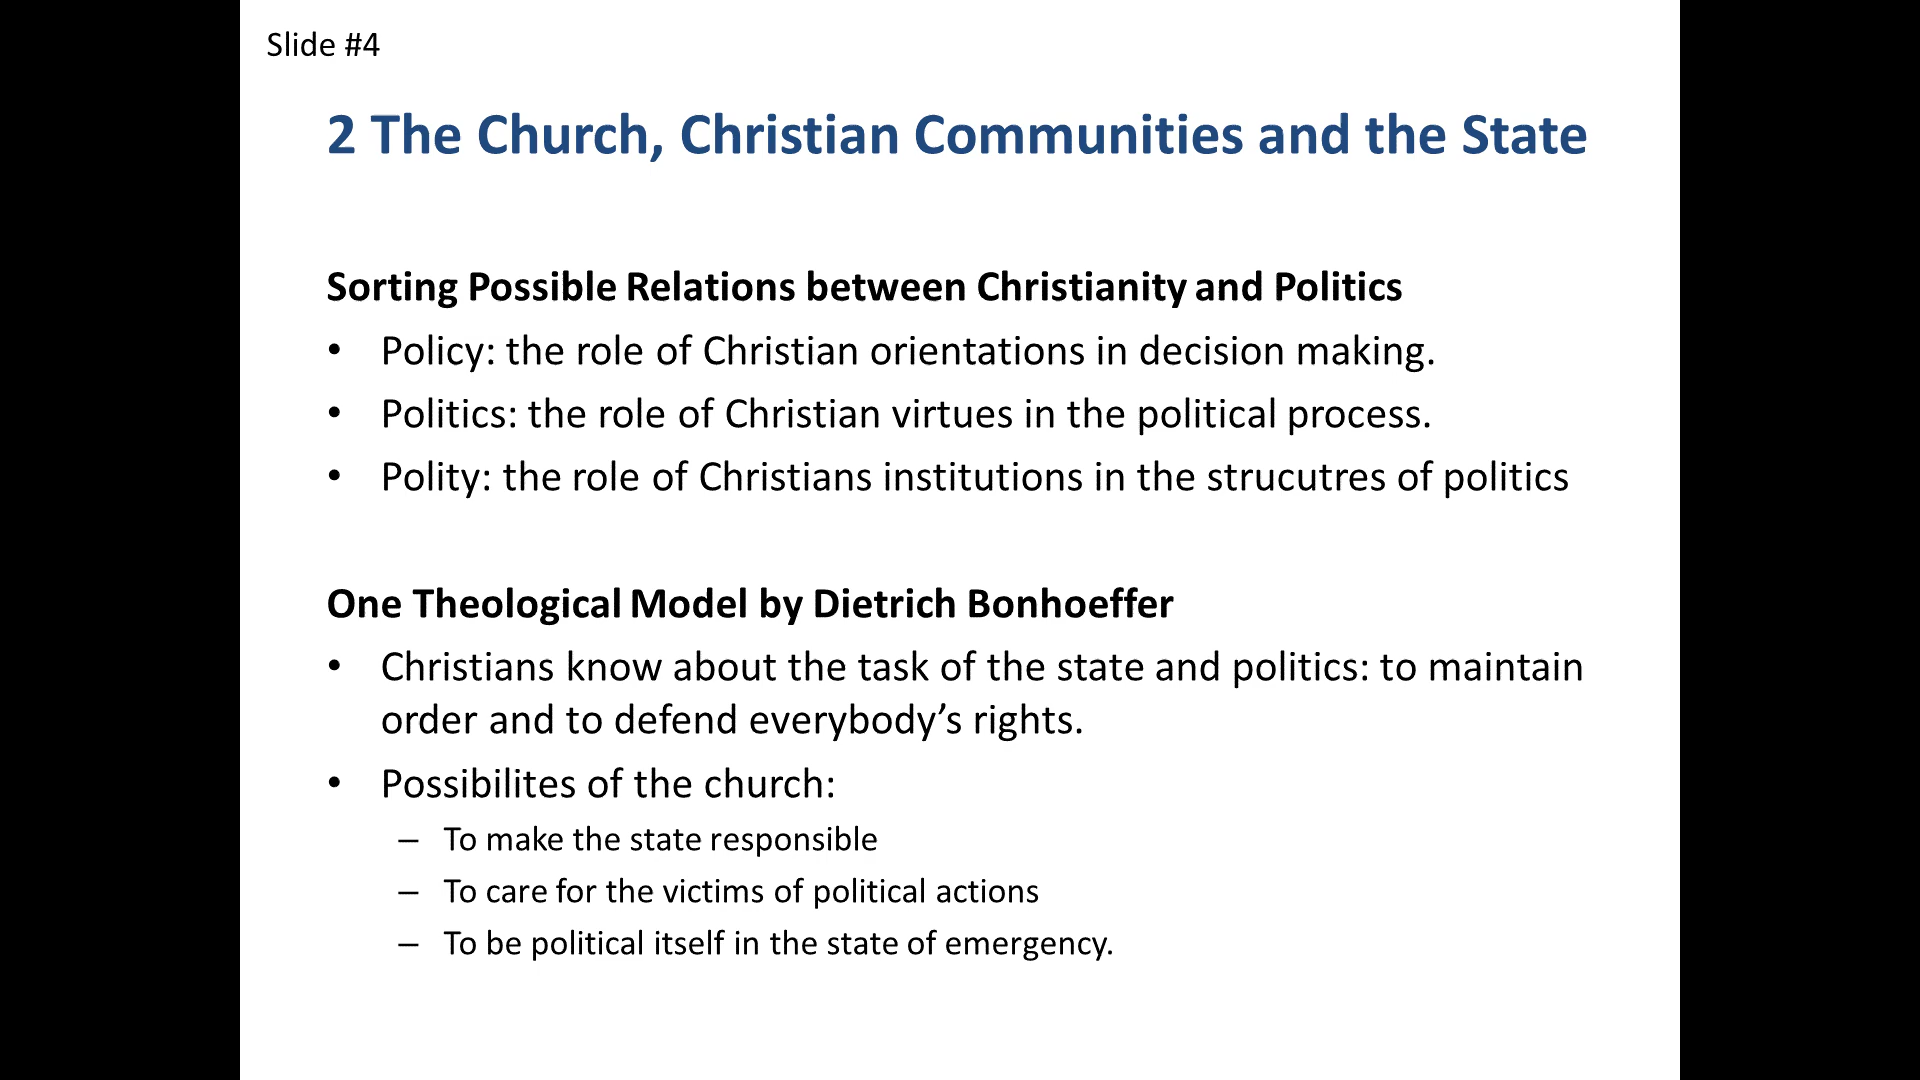 Slide #4
2 The Church, Christian Communities and the State
Sorting Possible Relations between Christianity and Politics
• Policy: the role of Christian orientations in decision making.
• Politics: the role of Christian virtues in the political process.
• Polity: the role of Christians institutions in the strucutres of politics
One Theological Model by Dietrich Bonhoeffer
• Christians know about the task of the state and politics: to maintain
order and to defend everybody’s rights.
• Possibilites of the church:
– To make the state responsible
– To care for the victims of political actions
– To be political itself in the state of emergency.